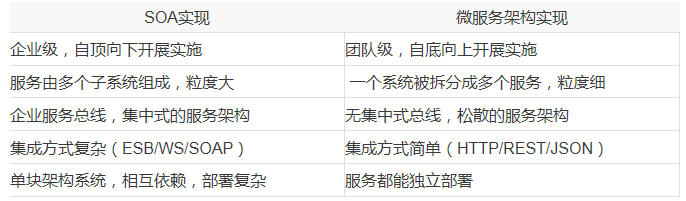 SOA实现 微服务架构实现
企业级，自顶向下开展实施 团队级，自底向上开展实施
服务由多个子系统组成，粒度大 一个系统被拆分成多个服务，粒度细
企业服务总线，集中式的服务架构 无集中式总线，松散的服务架构
集成方式复杂（ESB/WS/SOAP） 集成方式简单（HTTP/REST/JSON）
单块架构系统，相互依赖，部署复杂 服务都能独立部署